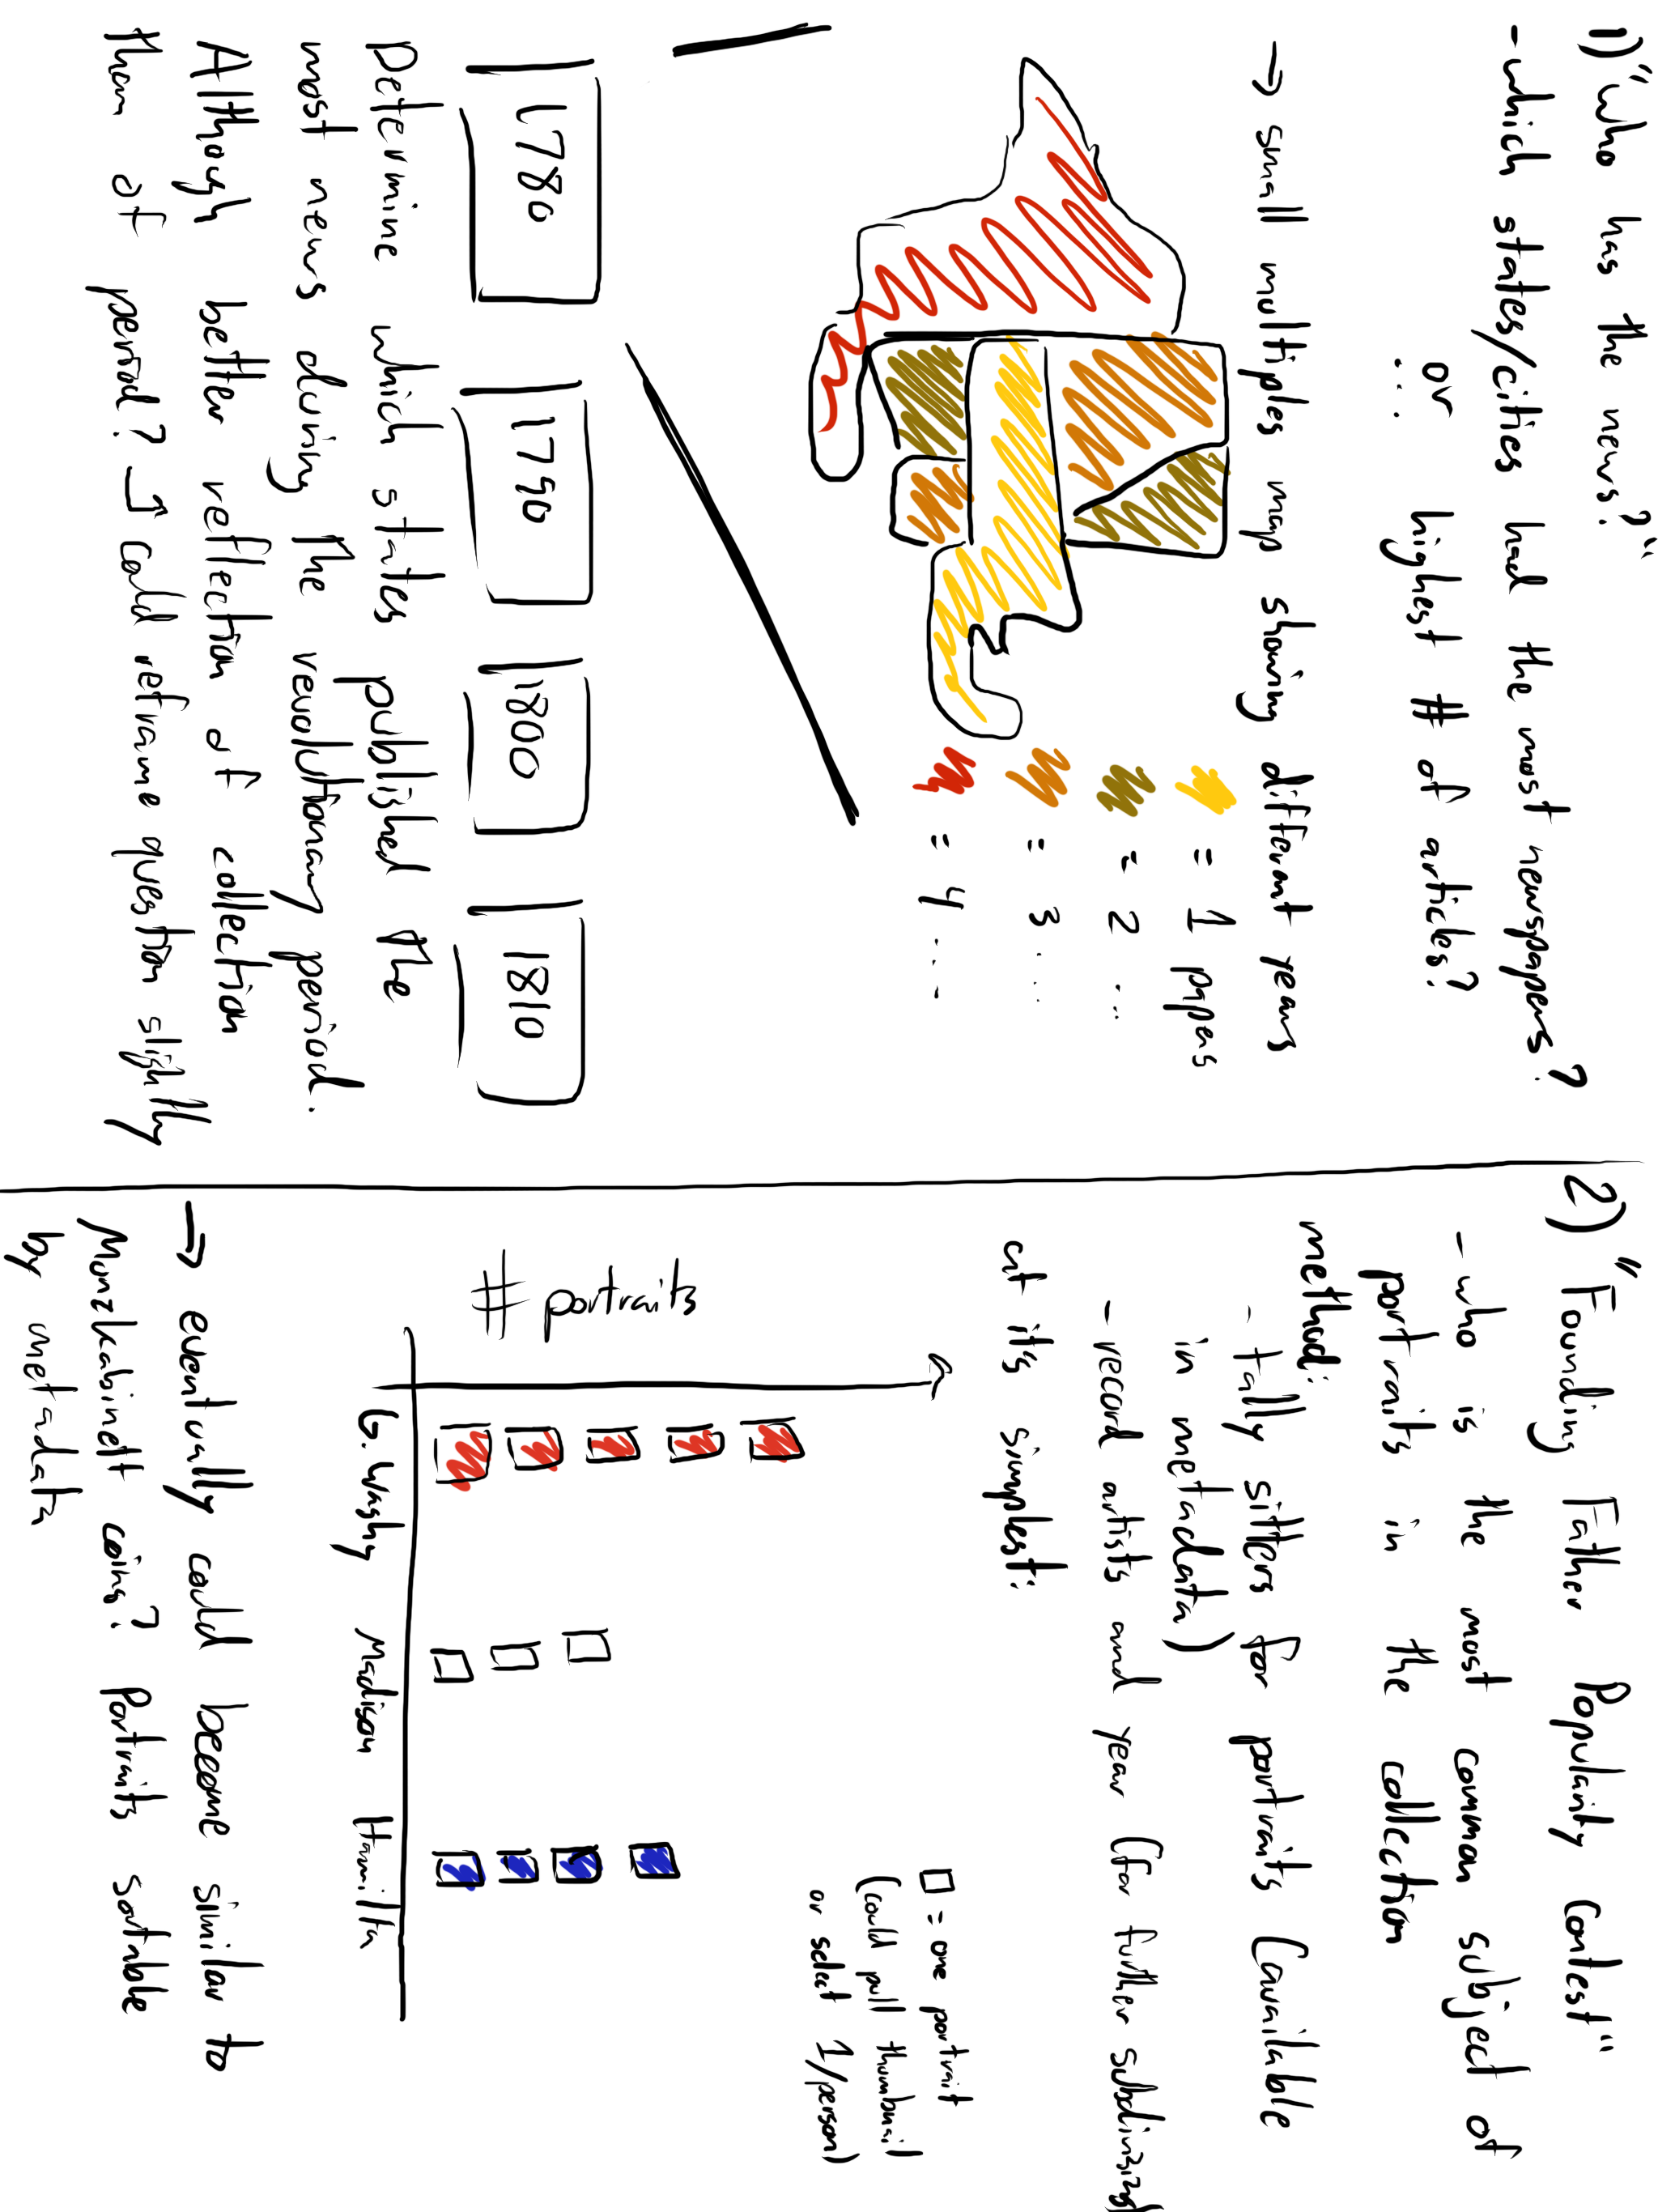 1) "Who has the news?"
- which states/cities had the most newspapers?
... or highest # of articles?
→ small multiples map showing different years
= 1 papers
= 2 ...
= 3 ...
= 4 ...
1780 1790 1800 1810
Determine which states published the
most news during the revolutionary period.
Although better reflection of collection
than of period? → could reframe question slightly
2) "Founding Father Popularity Contest"
- who is the most common subject of
portraits in the collection
method:
- tally sitters for portraits (available
in metadata)
- record artists and year (for further subdivizing
at it's simplest:
□ = one portrait
(could pull thumbnail
or select 1/person)
# portraits
G. Washy Madison Hamilton
→ eventually could become similar to
Munzkabinett coins? Portraits sortable
by metadata